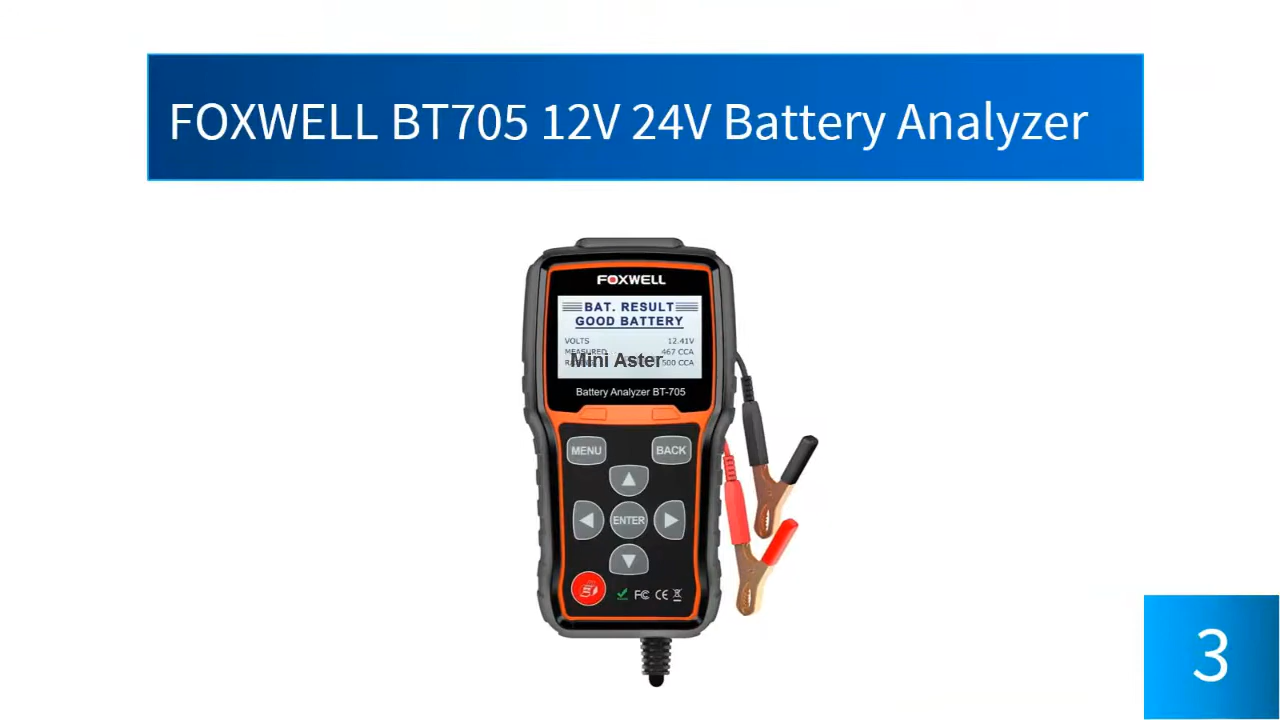 FOXWELL BT705 12V 24V Battery Analyzer
FOXWELL
BAT. RESULT
GOOD BATTERY
VOLTS 12.41V
MEASURED 467 CCA
500 CCA
Mini Aster
Battery Analyzer BT-705
MENU
BACK
ENTER
FC CE
3